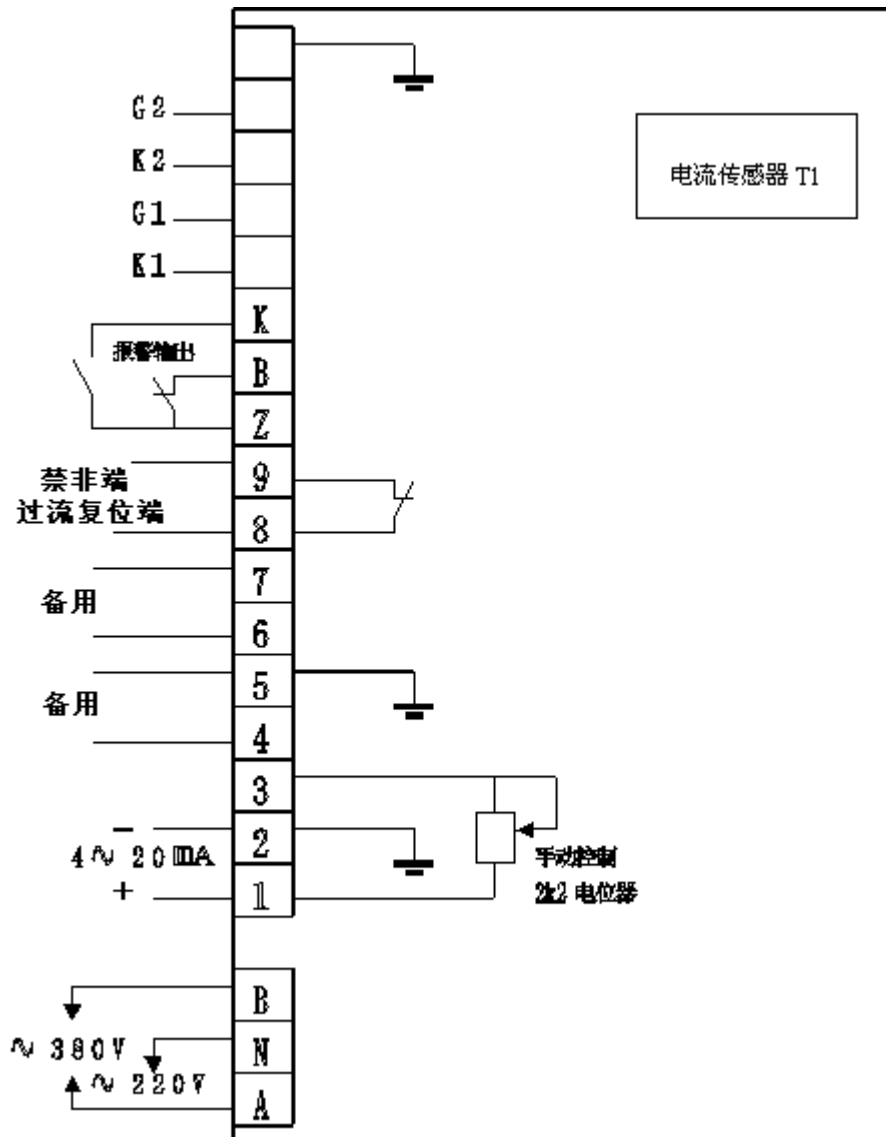 G2
K2
电流传感器 T1
G1
K1
K
报警输出
B
Z
9
禁非端
过流复位端
8
7
备用
6
5
备用
4
3
−
2
4∿20mA
手动控制
+
1
2k2 电位器
B
∿380V
N
∿220V
A